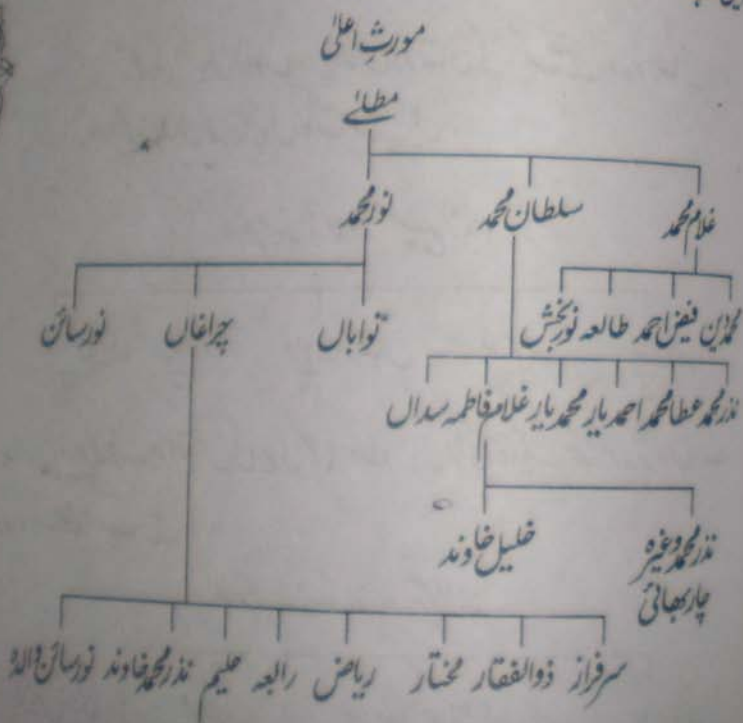 مورثِ اعلیٰ
مطائے
غلام محمد سلطان محمد نور محمد
محمد دین فیض احمد طالعہ نور بخش نواباں چراغاں نورسائن
نذر محمد عطا محمد احمد یار محمد یار غلام فاطمہ سداں
نذر محمد وغیرہ خلیل خاوند
چار بھائی
سرفراز ذوالفقار مختار ریاض رابعہ حلیم نذر محمد خاوند نورسائن والدہ